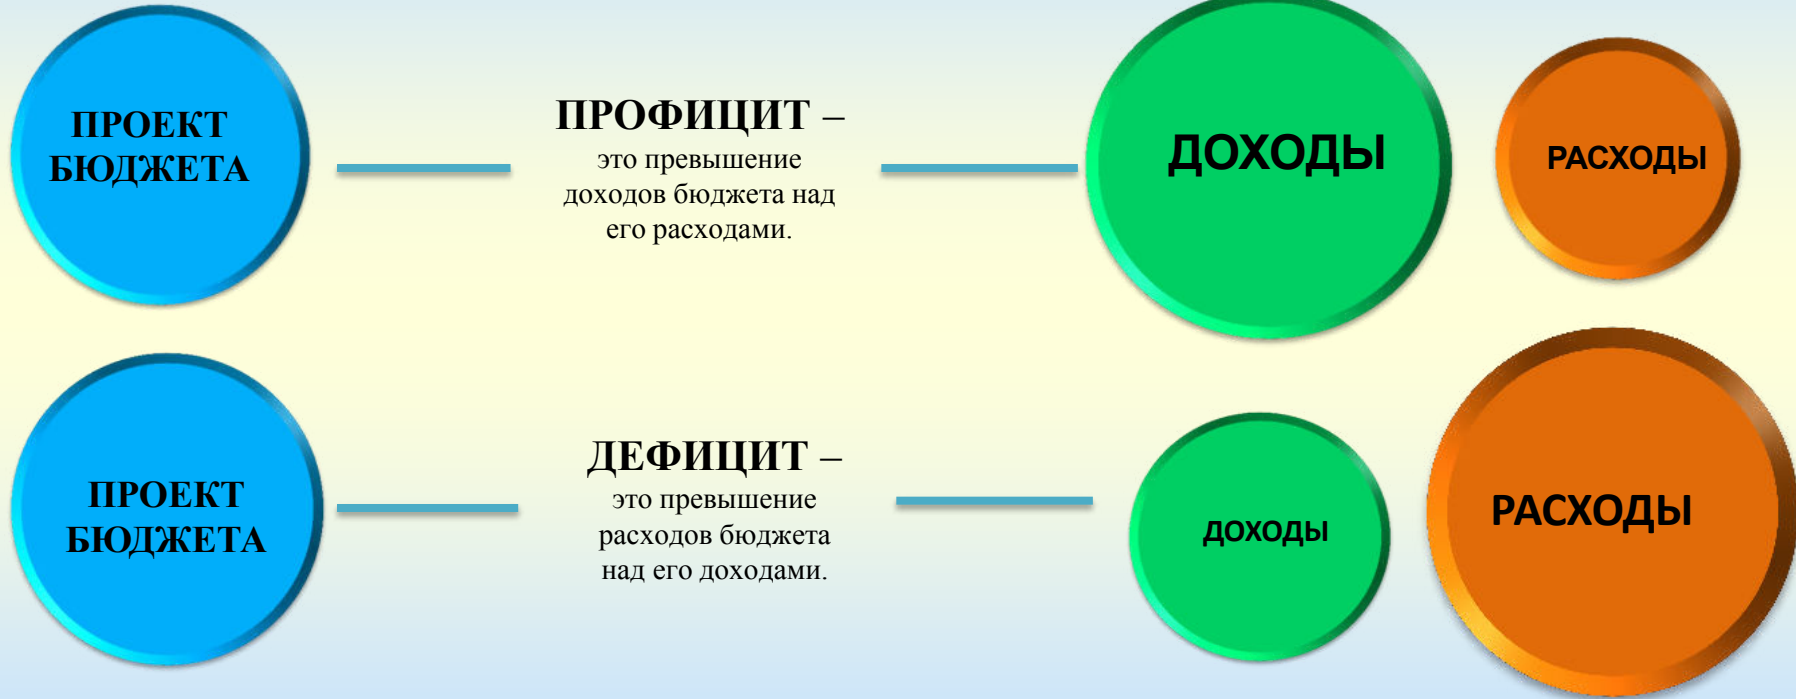 ПРОЕКТ
БЮДЖЕТА
ПРОФИЦИТ –
это превышение
доходов бюджета над
его расходами.
ДОХОДЫ
РАСХОДЫ
ПРОЕКТ
БЮДЖЕТА
ДЕФИЦИТ –
это превышение
расходов бюджета
над его доходами.
ДОХОДЫ
РАСХОДЫ